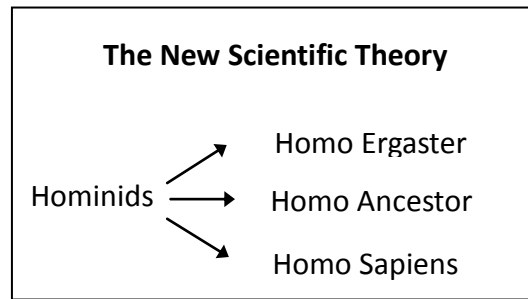 The New Scientific Theory
Homo Ergaster
Hominids
Homo Ancestor
Homo Sapiens